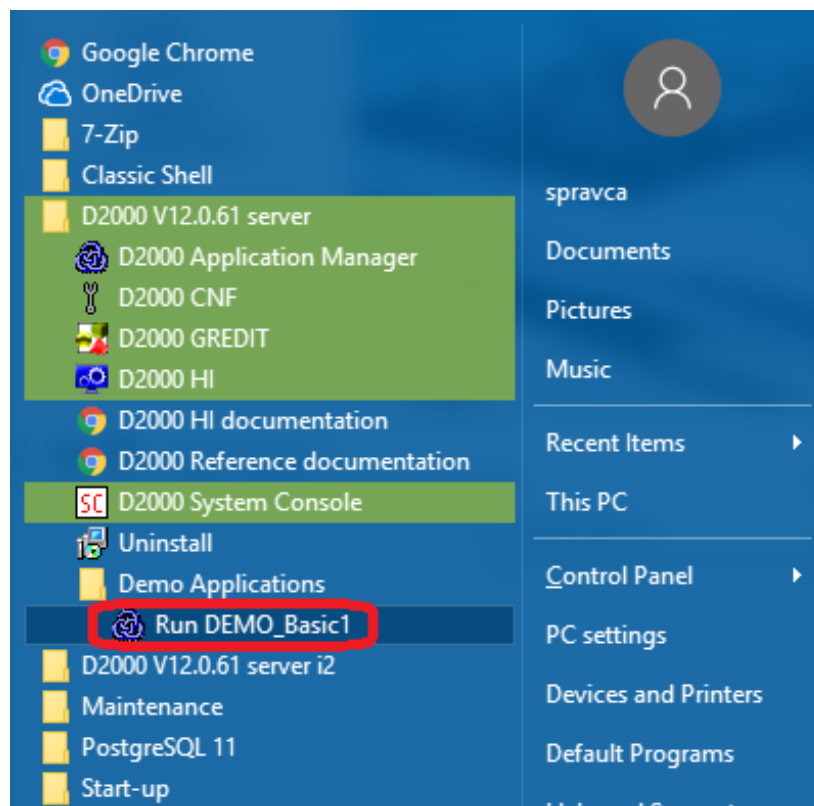 Google Chrome
OneDrive
7-Zip
Classic Shell
D2000 V12.0.61 server
D2000 Application Manager
D2000 CNF
D2000 GREDIT
D2000 HI
D2000 HI documentation
D2000 Reference documentation
SC D2000 System Console
Uninstall
Demo Applications
Run DEMO_Basic1
D2000 V12.0.61 server i2
Maintenance
PostgreSQL 11
Start-up
spravca
Documents
Pictures
Music
Recent Items
This PC
Control Panel
PC settings
Devices and Printers
Default Programs